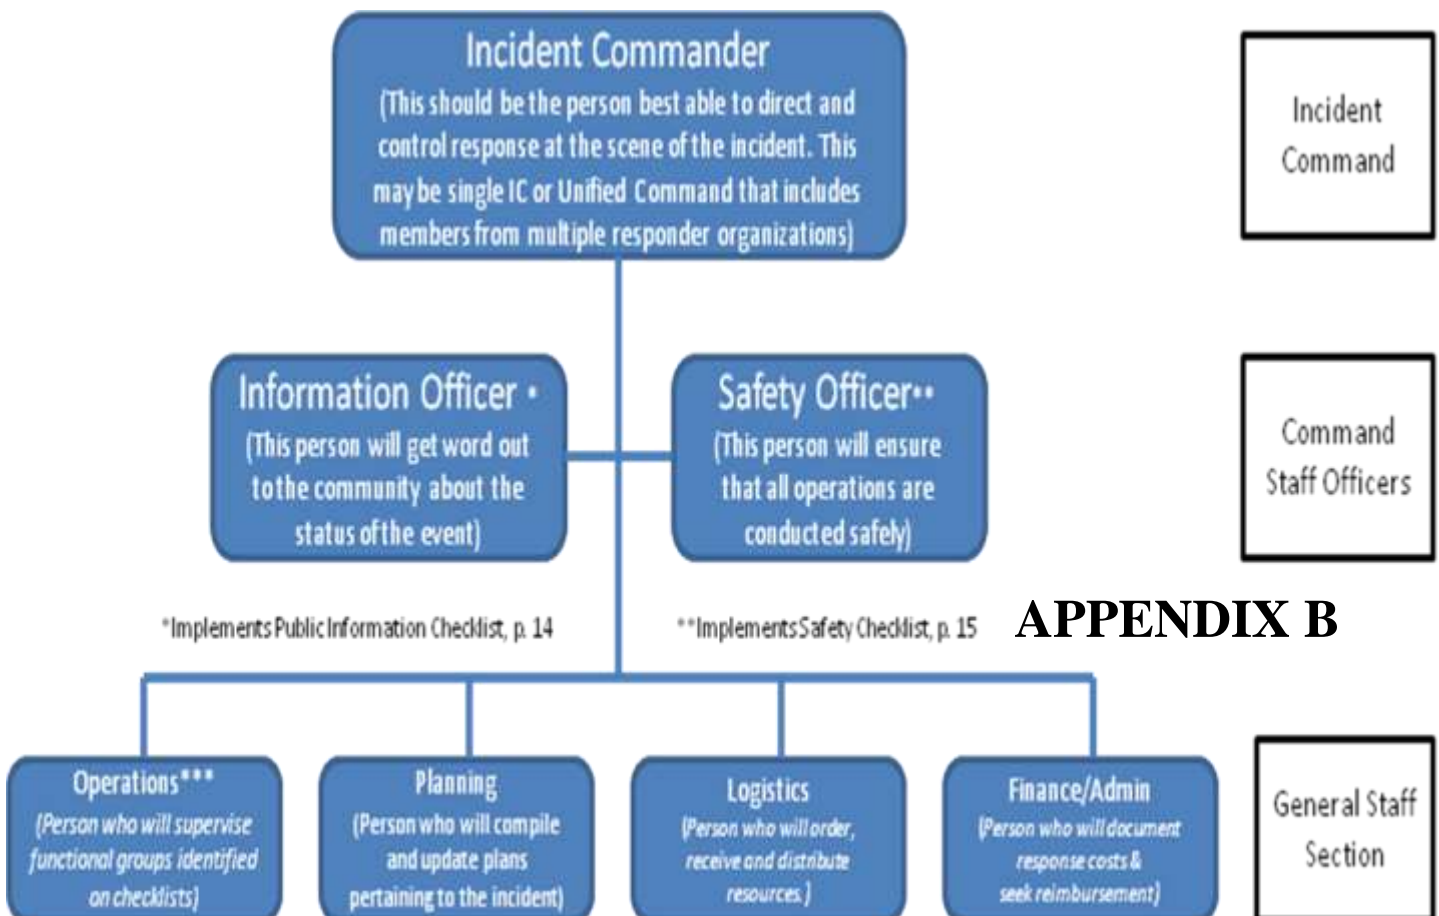 Incident Commander
(This should be the person best able to direct and
control response at the scene of the incident. This
may be single IC or Unified Command that includes
members from multiple responder organizations)
Incident
Command
Information Officer *
(This person will get word out
to the community about the
status of the event)
Safety Officer**
(This person will ensure
that all operations are
conducted safely)
Command
Staff Officers
*Implements Public Information Checklist, p. 14
**Implements Safety Checklist, p. 15
APPENDIX B
Operations***
(Person who will supervise
functional groups identified
on checklists)
Planning
(Person who will compile
and update plans
pertaining to the incident)
Logistics
(Person who will order,
receive and distribute
resources.)
Finance/Admin
(Person who will document
response costs &
seek reimbursement)
General Staff
Section